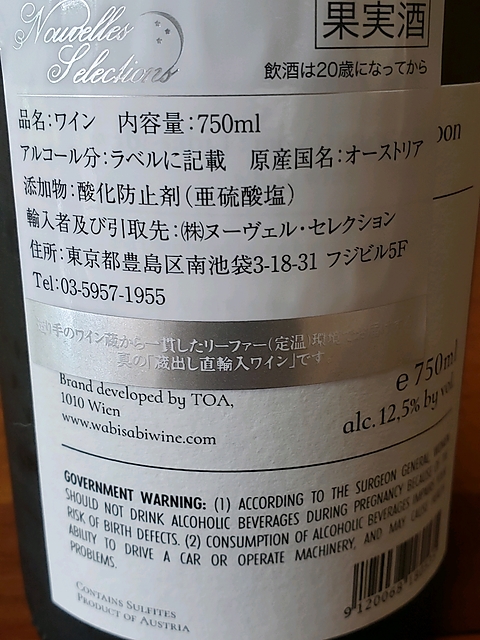 Nouvelles
Selections
果実酒
飲酒は20歳になってから
品名:ワイン 内容量:750ml
アルコール分:ラベルに記載 原産国名:オーストリア
添加物:酸化防止剤(亜硫酸塩)
輸入者及び引取先:㈱ヌーヴェル・セレクション
住所:東京都豊島区南池袋3-18-31 フジビル5F
Tel:03-5957-1955
手のワイン蔵から一貫したリーファー(定温)
真の「蔵出し直輸入ワイン」です
Brand developed by TOA,
1010 Wien
www.wabisabiwine.com
e 750ml
alc.12,5% by vol.
GOVERNMENT WARNING: (1) ACCORDING TO THE SURGEON GENERAL, WOMEN
SHOULD NOT DRINK ALCOHOLIC BEVERAGES DURING PREGNANCY BECAUSE OF THE
RISK OF BIRTH DEFECTS. (2) CONSUMPTION OF ALCOHOLIC BEVERAGES IMPAIRS YOUR
ABILITY TO DRIVE A CAR OR OPERATE MACHINERY, AND MAY CAUSE HEALTH
PROBLEMS.
CONTAINS SULFITES
PRODUCT OF AUSTRIA